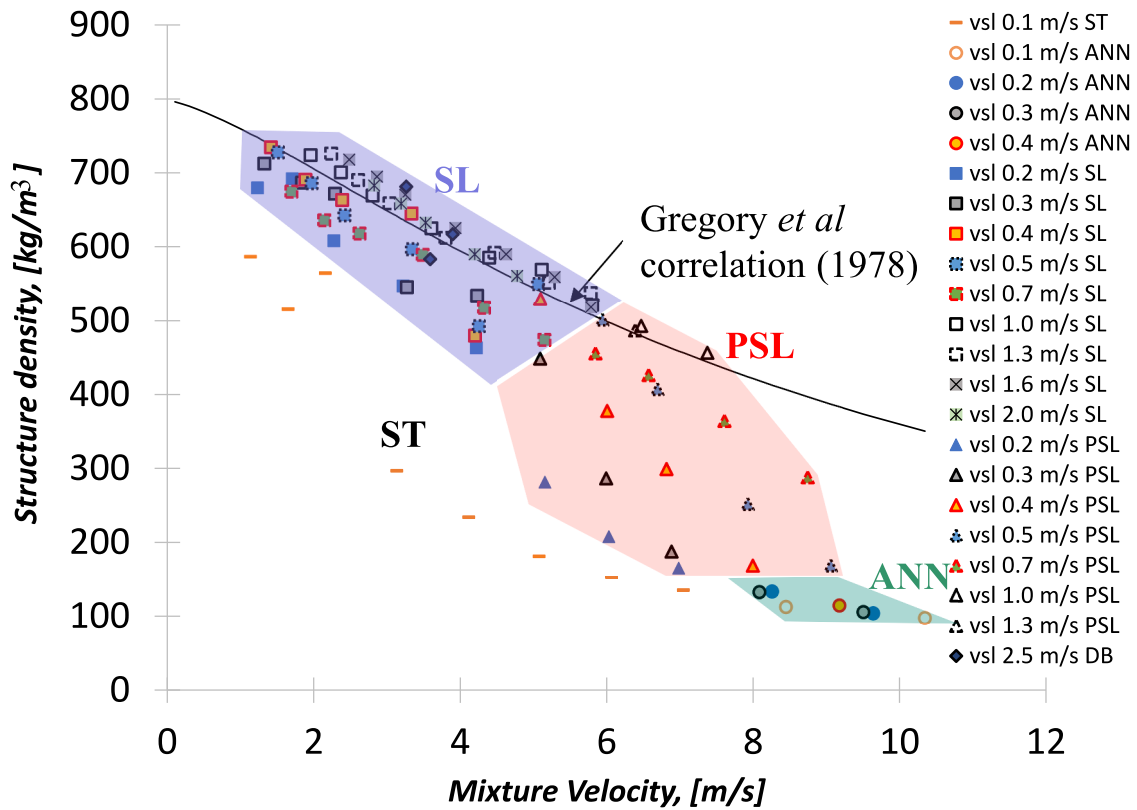 900
800
700
600
500
400
300
200
100
0
0 2 4 6 8 10 12
Structure density, [kg/m³]
Mixture Velocity, [m/s]
SL
Gregory et al
correlation (1978)
PSL
ST
ANN
vsl 0.1 m/s ST
vsl 0.1 m/s ANN
vsl 0.2 m/s ANN
vsl 0.3 m/s ANN
vsl 0.4 m/s ANN
vsl 0.2 m/s SL
vsl 0.3 m/s SL
vsl 0.4 m/s SL
vsl 0.5 m/s SL
vsl 0.7 m/s SL
vsl 1.0 m/s SL
vsl 1.3 m/s SL
vsl 1.6 m/s SL
vsl 2.0 m/s SL
vsl 0.2 m/s PSL
vsl 0.3 m/s PSL
vsl 0.4 m/s PSL
vsl 0.5 m/s PSL
vsl 0.7 m/s PSL
vsl 1.0 m/s PSL
vsl 1.3 m/s PSL
vsl 2.5 m/s DB